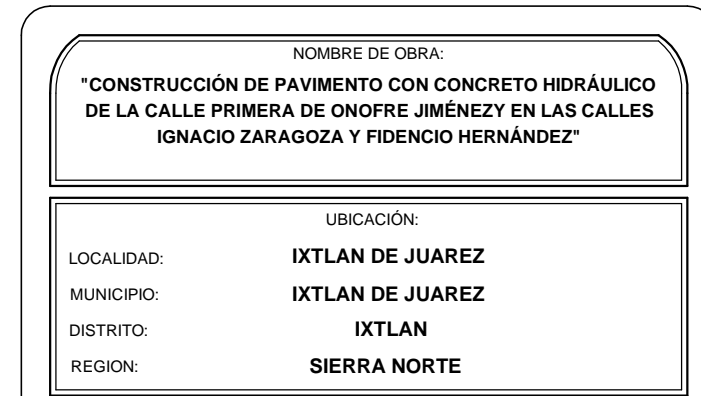 NOMBRE DE OBRA:
"CONSTRUCCIÓN DE PAVIMENTO CON CONCRETO HIDRÁULICO
DE LA CALLE PRIMERA DE ONOFRE JIMÉNEZY EN LAS CALLES
IGNACIO ZARAGOZA Y FIDENCIO HERNÁNDEZ"
UBICACIÓN:
LOCALIDAD: IXTLAN DE JUAREZ
MUNICIPIO: IXTLAN DE JUAREZ
DISTRITO: IXTLAN
REGION: SIERRA NORTE